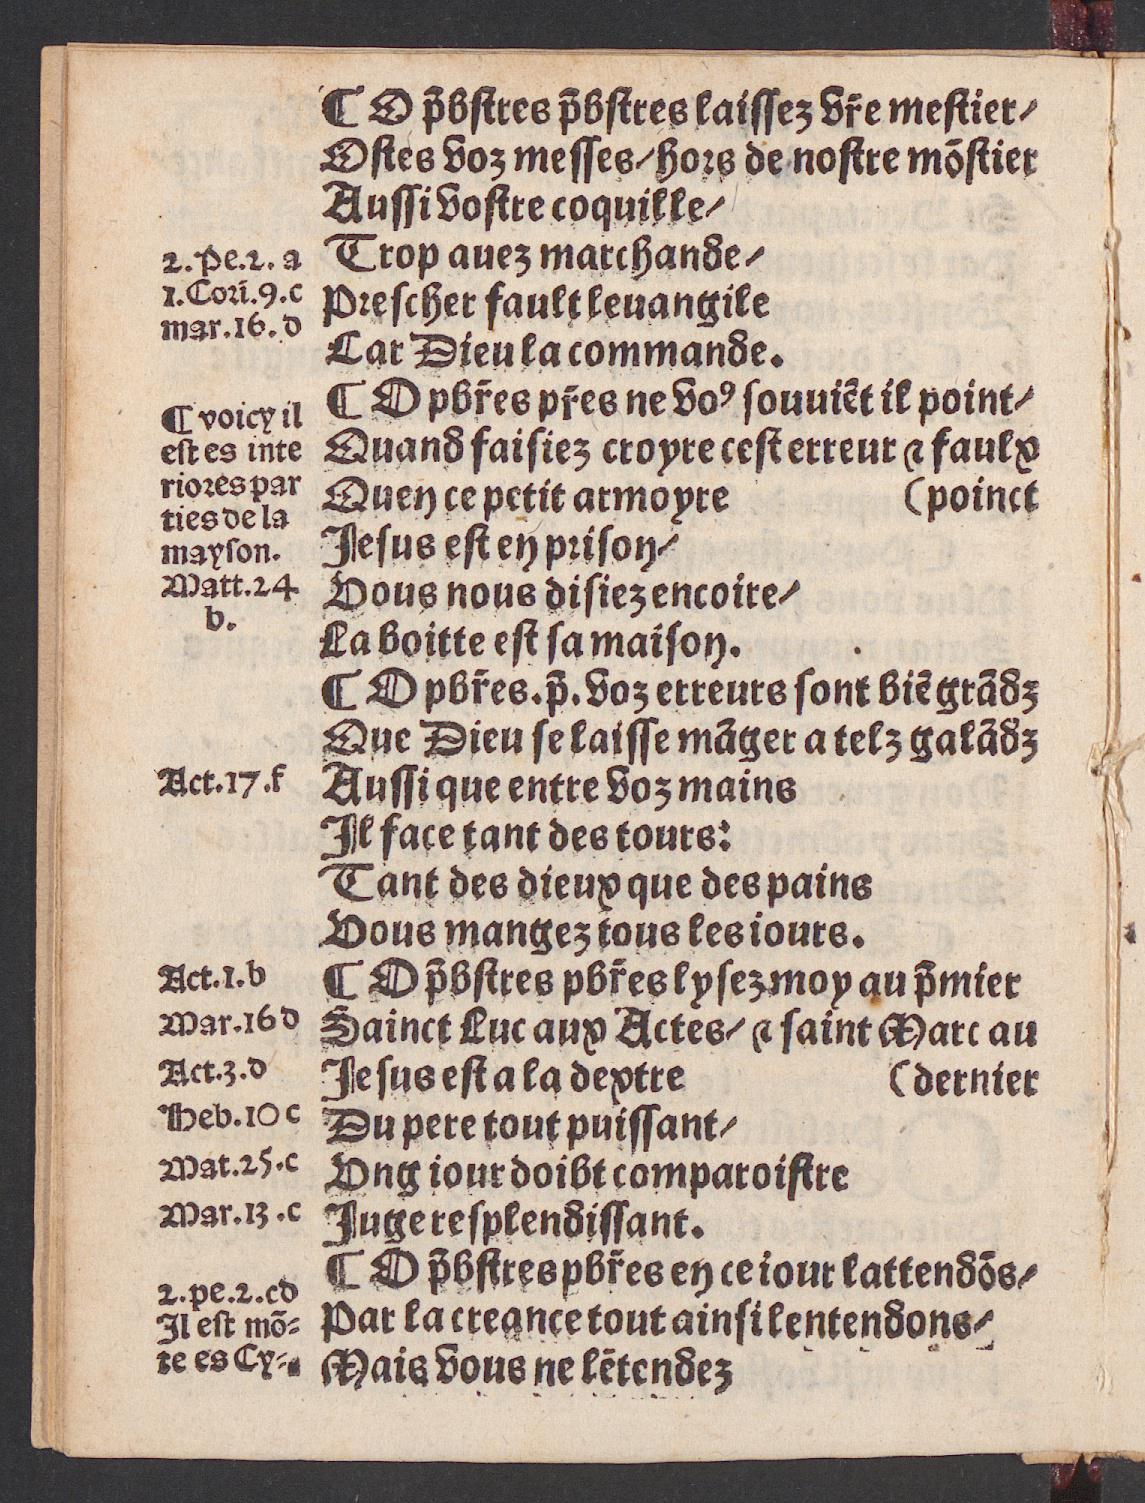 ¶ O p̃bstres p̃bstres laissez vr̃e mestier/
Ostes voz messes/hors de nostre mõstier
Aussi vostre coquille/
Trop auez marchande/
Prescher fault leuangile
Car Dieu la commande.
2. Pe.2. a
1.Cori.9.c
mar.16.d
¶ O pbr̃es pr̃es ne voꝰ souuiẽt il point/
Quand faisiez croyre cest erreur ⁊ faulx
Quen ce petit armoyre (poinct
Jesus est en prison/
Vous nous disiez encoire/
La boitte est sa maison.
¶ voicy il
est es inte
riores par
ties de la
mayson.
Matt.24
b.
¶ O pbr̃es.p̃. voz erreurs sont biẽ grãdz
Que Dieu se laisse mãger a telz galãdz
Aussi que entre voz mains
Il face tant des tours:
Tant des dieux que des pains
Vous mangez tous les iours.
Act.17.f
¶ O p̃bstres pbr̃es lysez moy au p̃mier
Sainct Luc aux Actes/ ⁊ saint Marc au
Jesus est a la dextre (dernier
Du pere tout puissant/
Vng iour doibt comparoistre
Juge resplendissant.
Act.1.b
Mar.16 d
Act.3.d
Heb.10 c
Mat.25.c
Mar.13.c
¶ O p̃bstres pbr̃es en ce iour lattendõs/
Par la creance tout ainsi lentendons/
Mais vous ne lẽtendez
2.pe.2.cd
Il est mõ=
te es Cy=